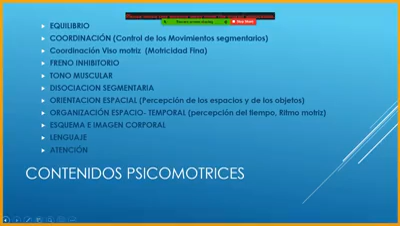 EQUILIBRIO
COORDINACIÓN (Control de los Movimientos segmentarios)
Coordinación Viso motriz (Motricidad Fina)
FRENO INHIBITORIO
TONO MUSCULAR
DISOCIACION SEGMENTARIA
ORIENTACION ESPACIAL (Percepción de los espacios y de los objetos)
ORGANIZACIÓN ESPACIO- TEMPORAL (percepción del tiempo, Ritmo motriz)
ESQUEMA E IMAGEN CORPORAL
LENGUAJE
ATENCIÓN
CONTENIDOS PSICOMOTRICES